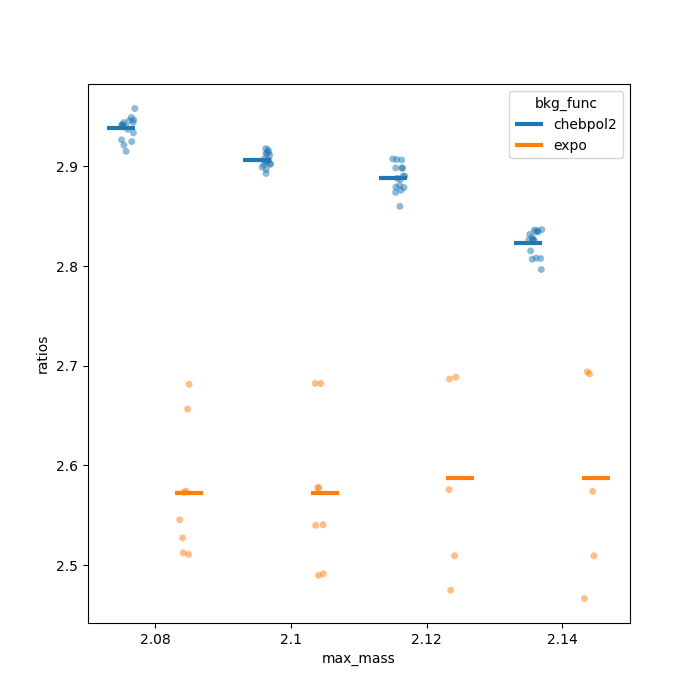 bkg_func
chebpol2
expo
2.9
2.8
2.7
2.6
2.5
ratios
2.08
2.1
2.12
2.14
max_mass